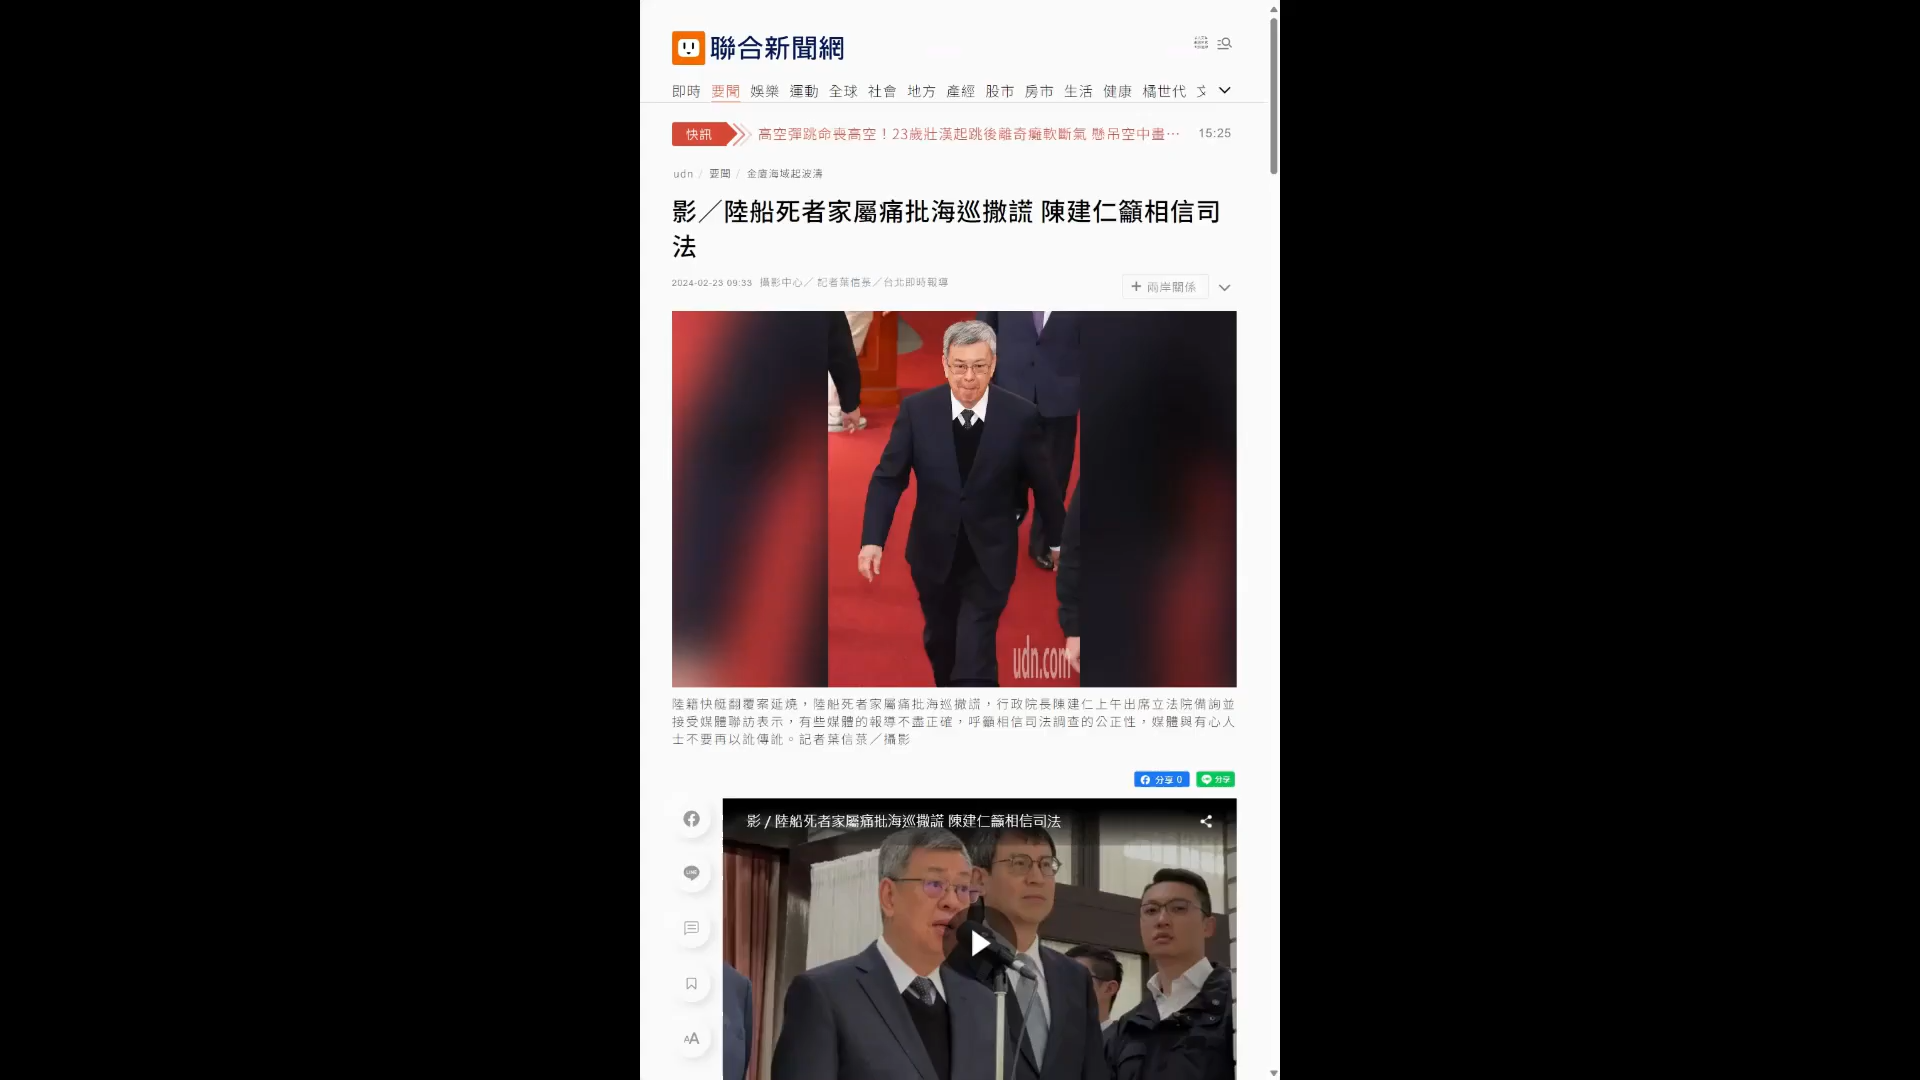 聯合新聞網
即時 要聞 娛樂 運動 全球 社會 地方 產經 股市 房市 生活 健康 橘世代 文
快訊 高空彈跳命喪高空！23歲壯漢起跳後離奇癱軟斷氣 懸吊空中畫⋯ 15:25
udn / 要聞 / 金廈海域起波濤
影／陸船死者家屬痛批海巡撒謊 陳建仁籲相信司
法
2024-02-23 09:33 攝影中心／ 記者葉信菉／台北即時報導
+ 兩岸關係
udn.com
陸籍快艇翻覆案延燒，陸船死者家屬痛批海巡撒謊，行政院長陳建仁上午出席立法院備詢並
接受媒體聯訪表示，有些媒體的報導不盡正確，呼籲相信司法調查的公正性，媒體與有心人
士不要再以訛傳訛。記者葉信菉／攝影
分享 0 分享
影 / 陸船死者家屬痛批海巡撒謊 陳建仁籲相信司法
LINE
AA